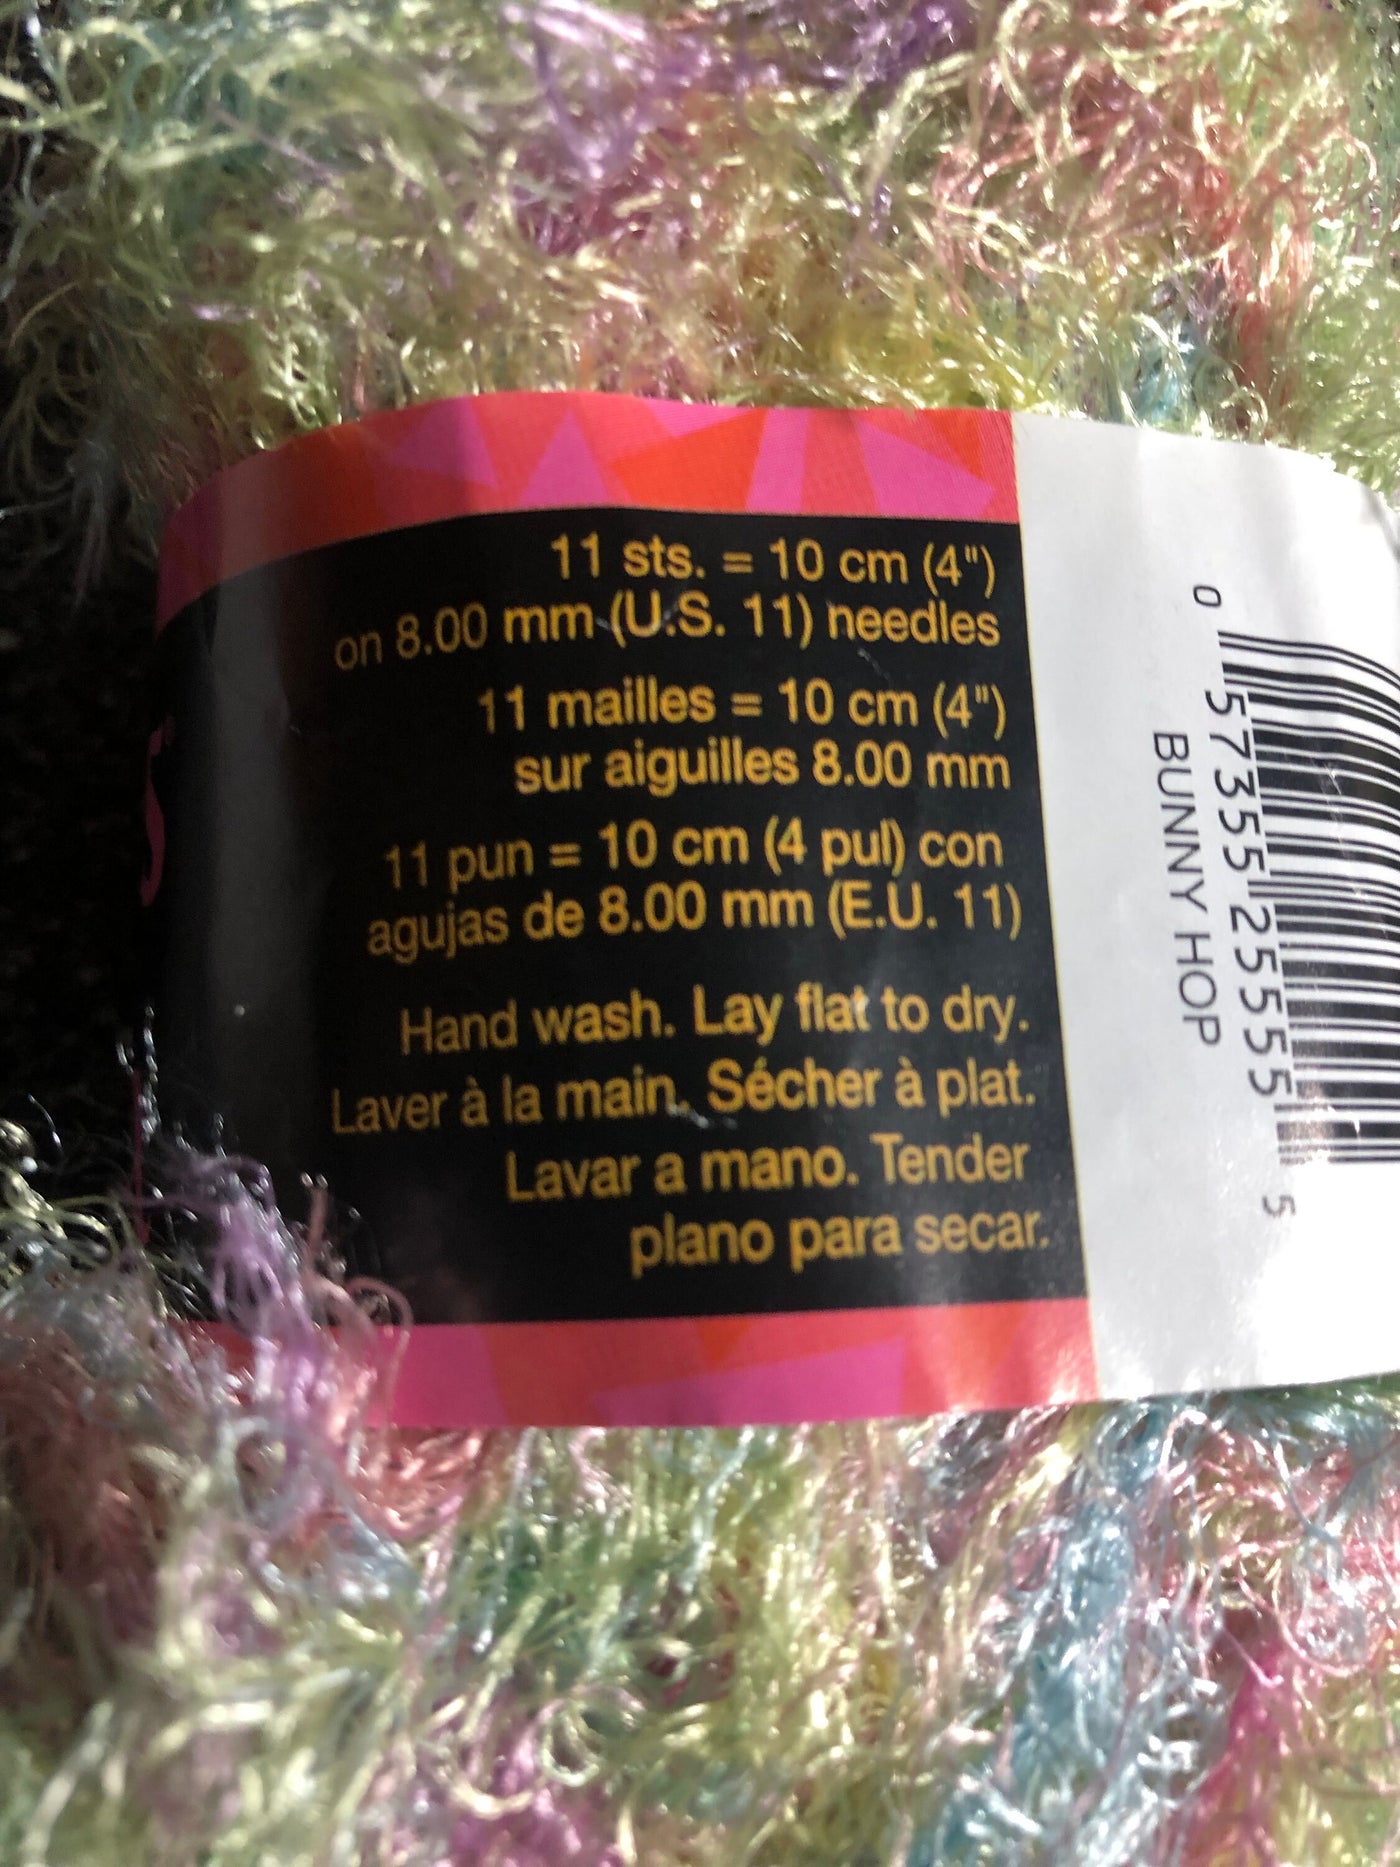 11 sts. = 10 cm (4")
on 8.00 mm (U.S. 11) needles
11 mailles = 10 cm (4")
sur aiguilles 8.00 mm
11 pun = 10 cm (4 pul) con
agujas de 8.00 mm (E.U. 11)
Hand wash. Lay flat to dry.
Laver à la main. Sécher à plat.
Lavar a mano. Tender
plano para secar.
0 57355 25555 5
BUNNY HOP